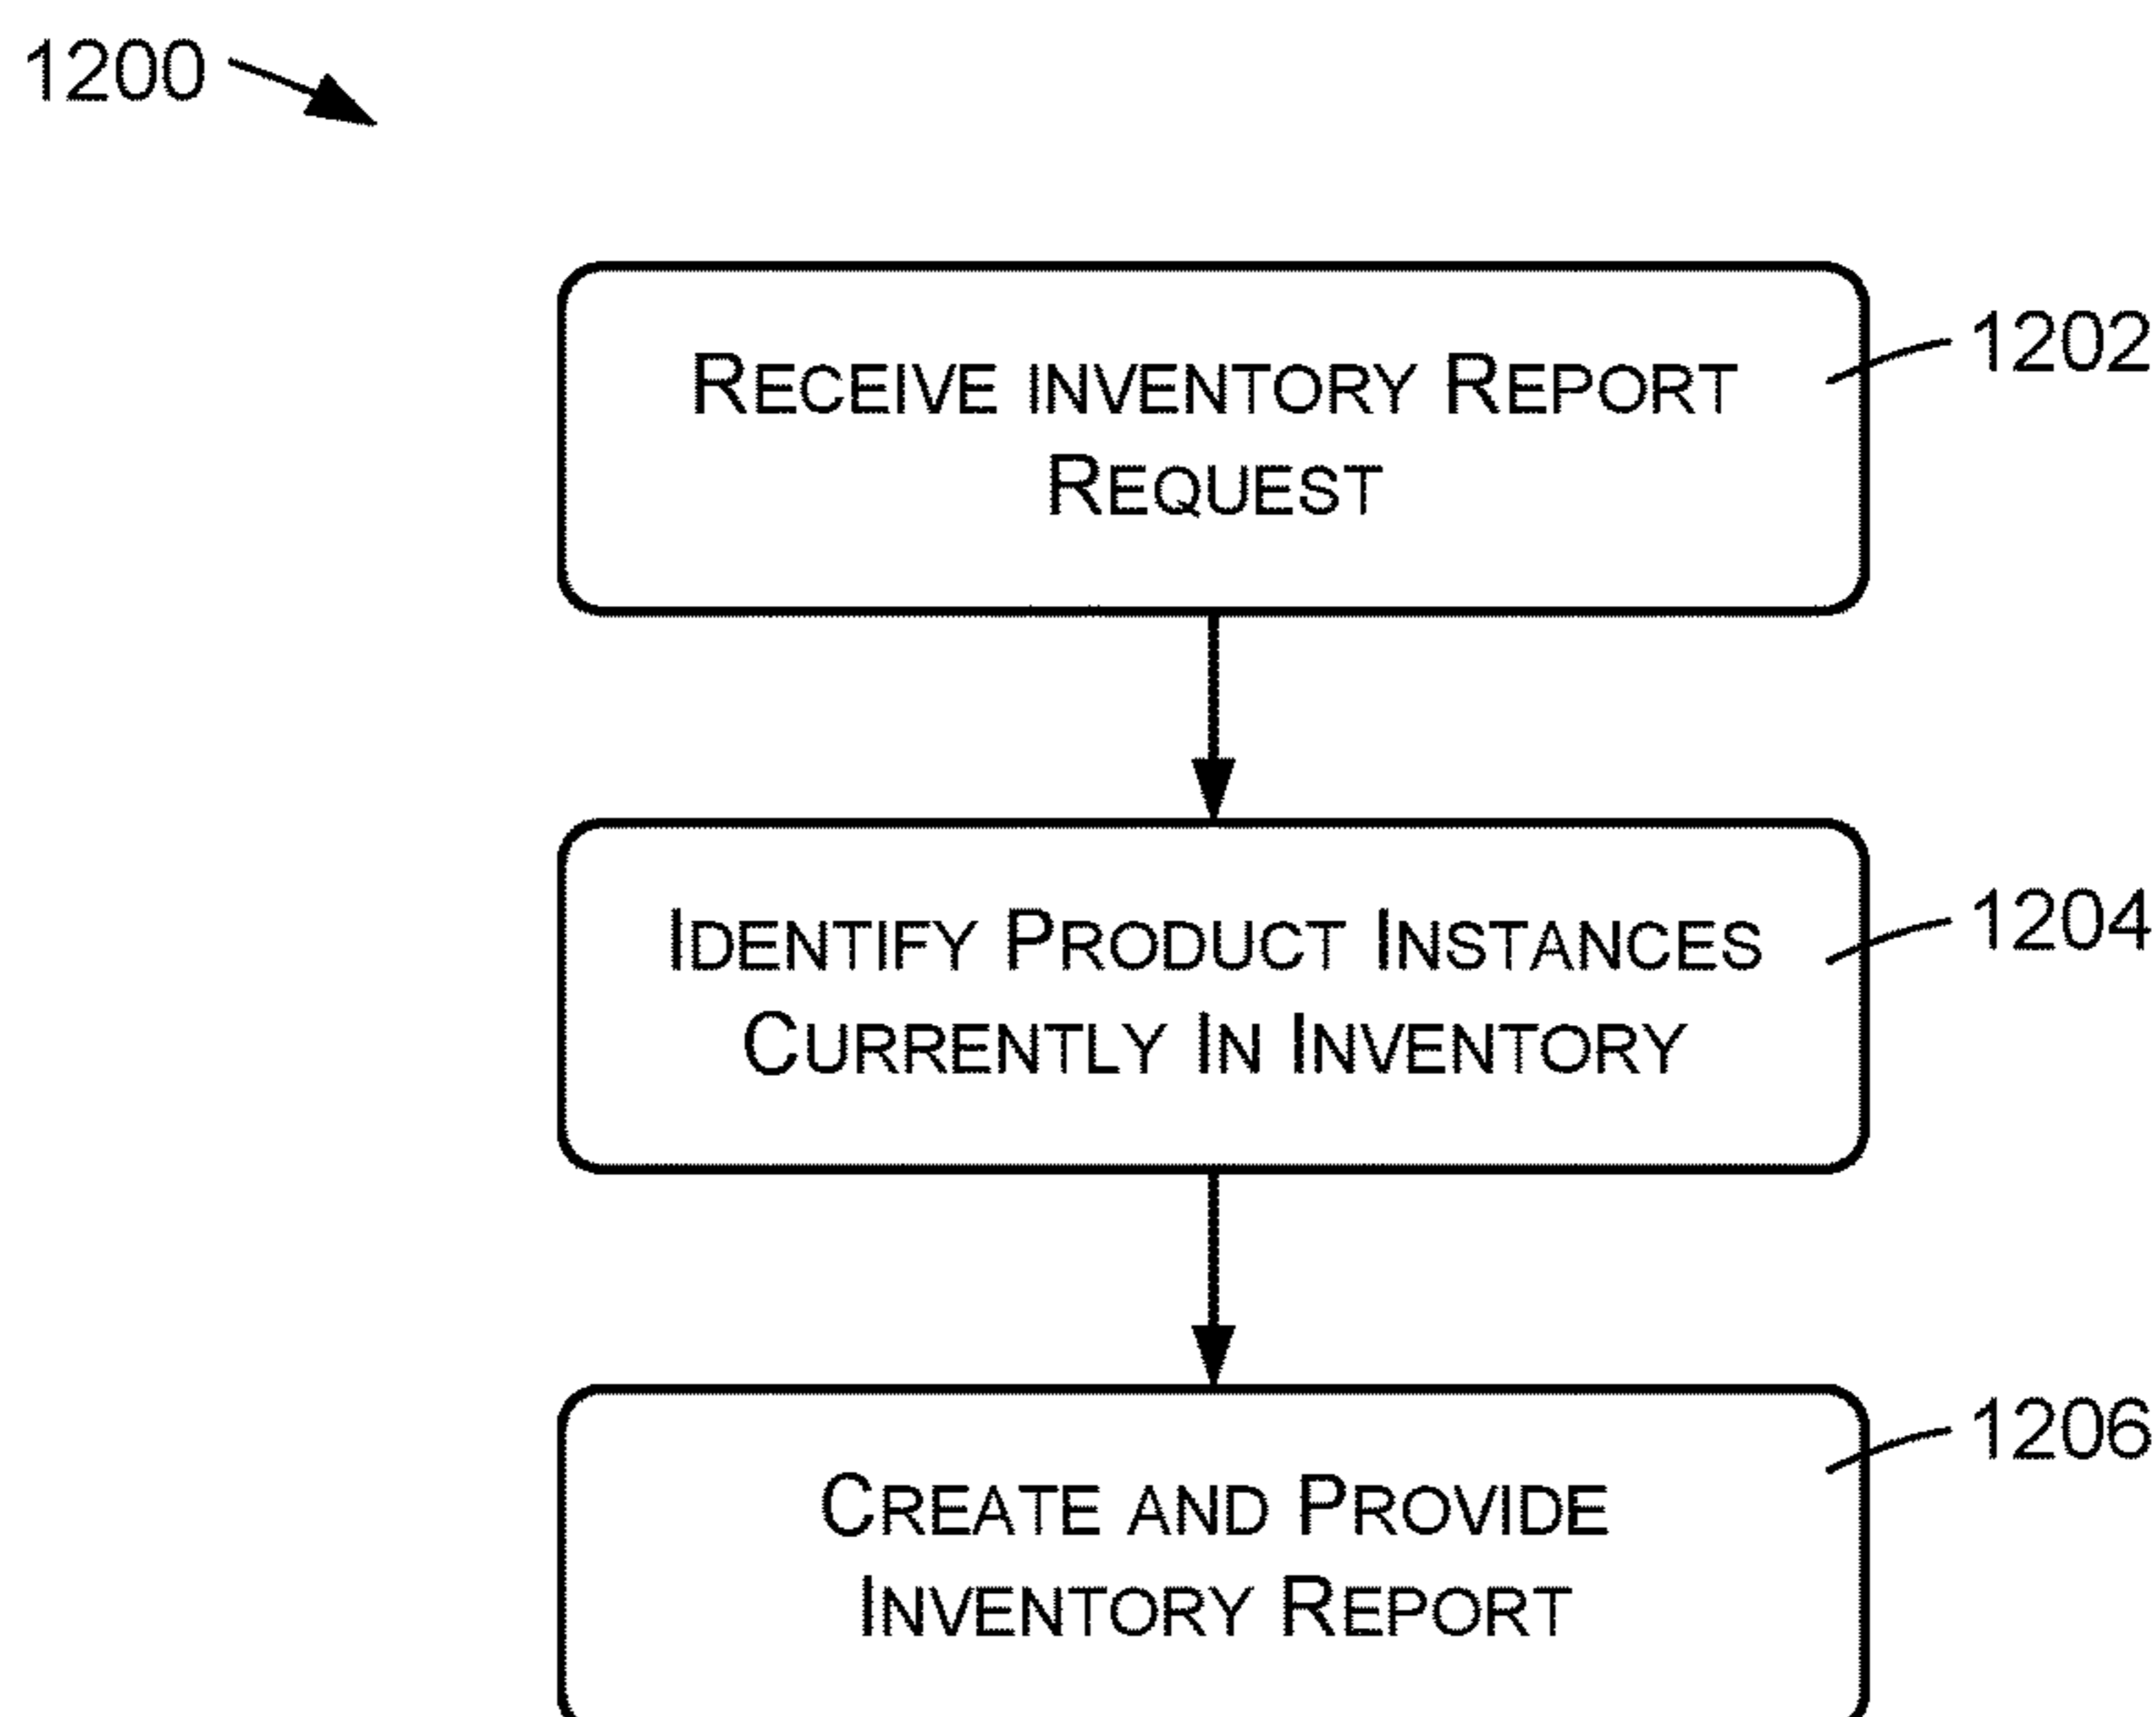 1200
RECEIVE INVENTORY REPORT
REQUEST
1202
IDENTIFY PRODUCT INSTANCES
CURRENTLY IN INVENTORY
1204
CREATE AND PROVIDE
INVENTORY REPORT
1206